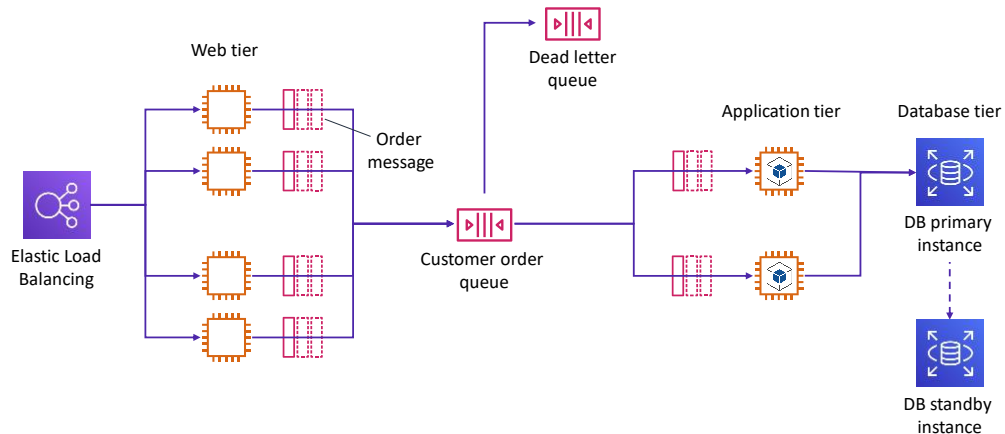 Web tier
Dead letter
queue
Order
message
Application tier
Database tier
Elastic Load
Balancing
Customer order
queue
DB primary
instance
DB standby
instance